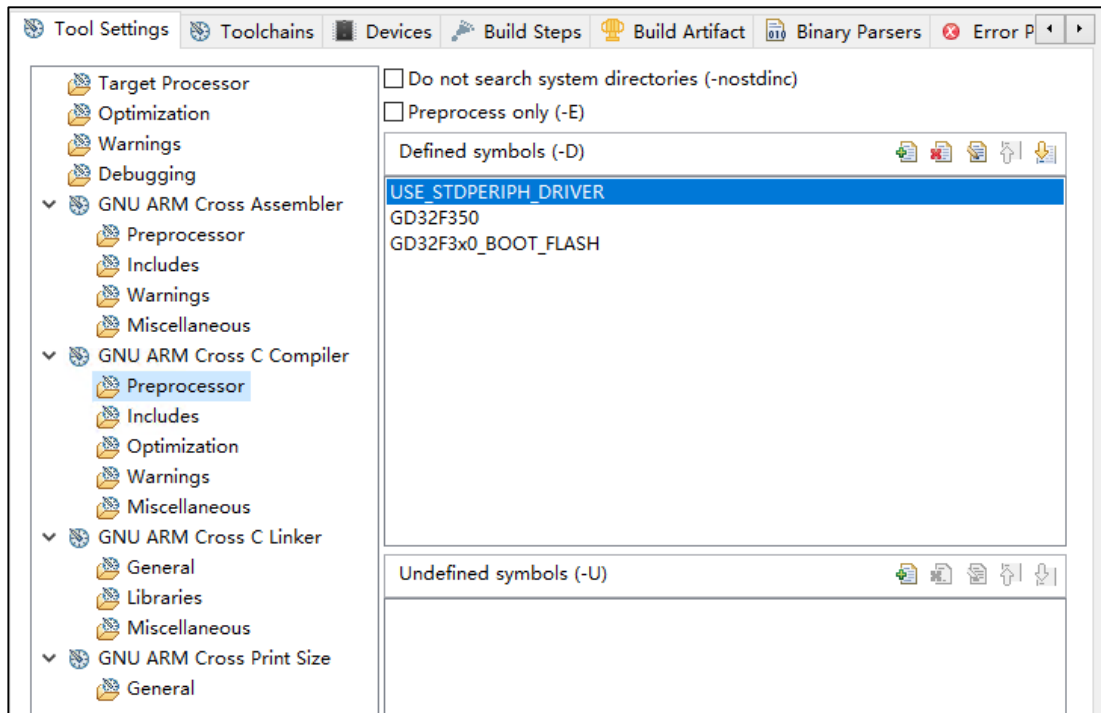 Tool Settings Toolchains Devices Build Steps Build Artifact Binary Parsers Error P
Target Processor
Optimization
Warnings
Debugging
GNU ARM Cross Assembler
Preprocessor
Includes
Warnings
Miscellaneous
GNU ARM Cross C Compiler
Preprocessor
Includes
Optimization
Warnings
Miscellaneous
GNU ARM Cross C Linker
General
Libraries
Miscellaneous
GNU ARM Cross Print Size
General
Do not search system directories (-nostdinc)
Preprocess only (-E)
Defined symbols (-D)
USE_STDPERIPH_DRIVER
GD32F350
GD32F3x0_BOOT_FLASH
Undefined symbols (-U)